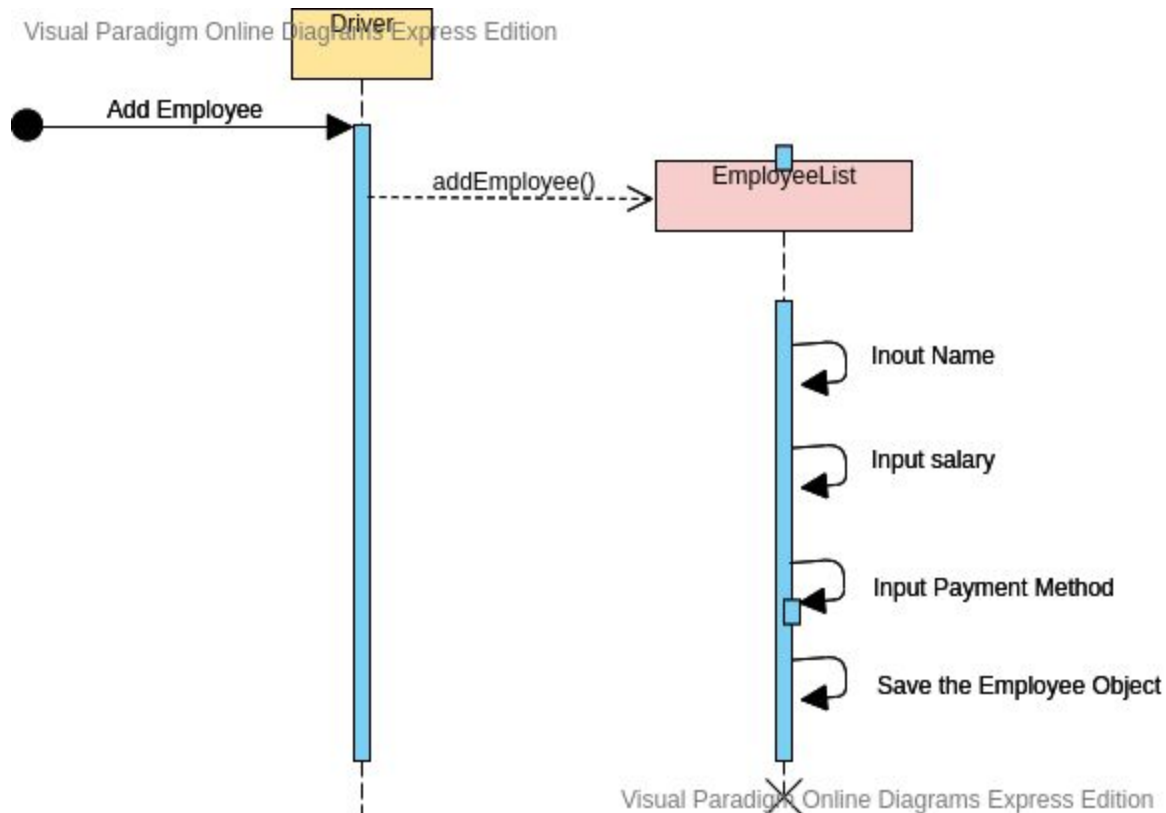 Visual Paradigm Online Diagrams Express Edition
Driver
Add Employee
addEmployee()
EmployeeList
Inout Name
Input salary
Input Payment Method
Save the Employee Object
Visual Paradigm Online Diagrams Express Edition